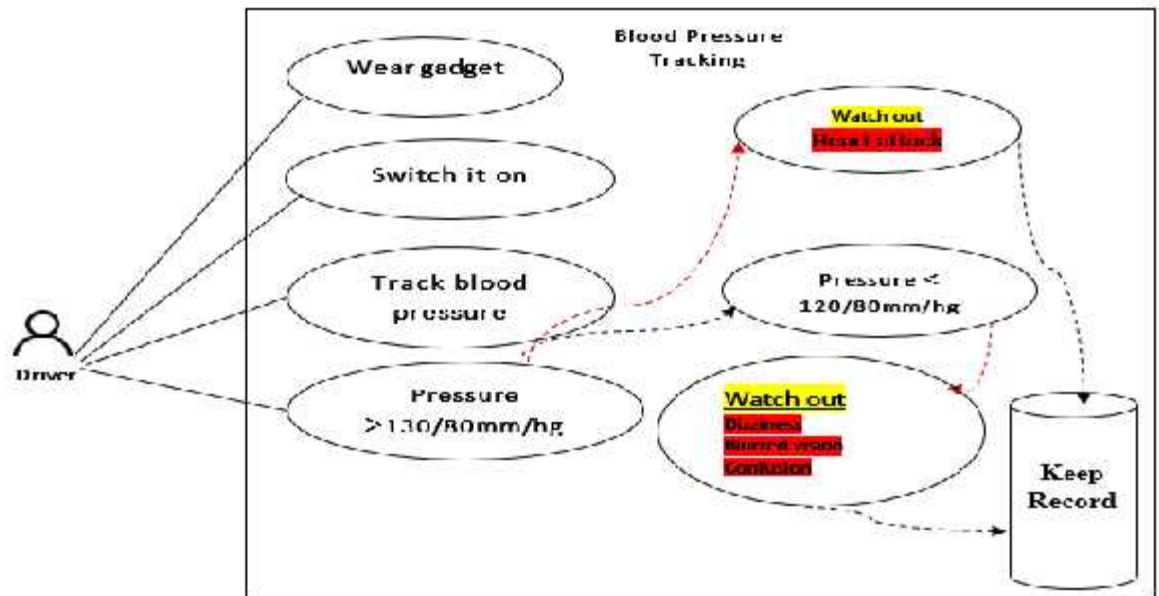 Blood Pressure
Tracking
Wear gadget
Watch out
Heart attack
Switch it on
Track blood
pressure
Pressure <
120/80mm/hg
Driver
Pressure
>130/80mm/hg
Watch out
Dizziness
Blurred vision
Confusion
Keep
Record